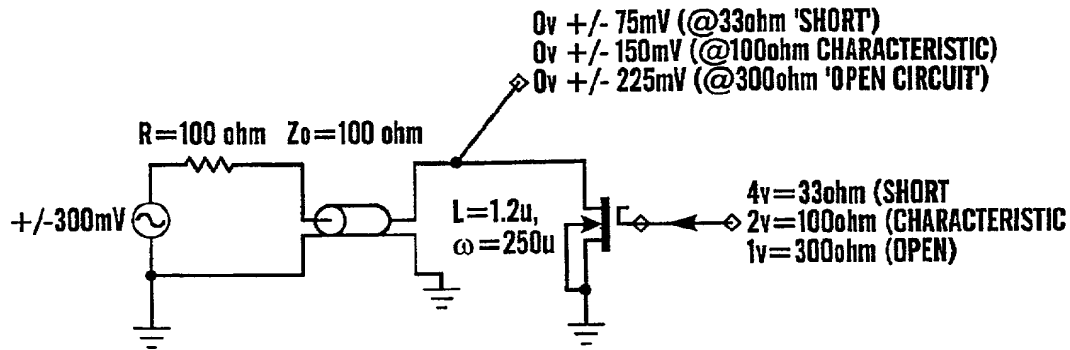 0v +/- 75mV (@33ohm 'SHORT')
0v +/- 150mV (@100ohm CHARACTERISTIC)
0v +/- 225mV (@300ohm 'OPEN CIRCUIT')
R=100 ohm Zo=100 ohm
+/-300mV
L=1.2u,
ω=250u
4v=33ohm (SHORT
2v=100ohm (CHARACTERISTIC
1v=300ohm (OPEN)